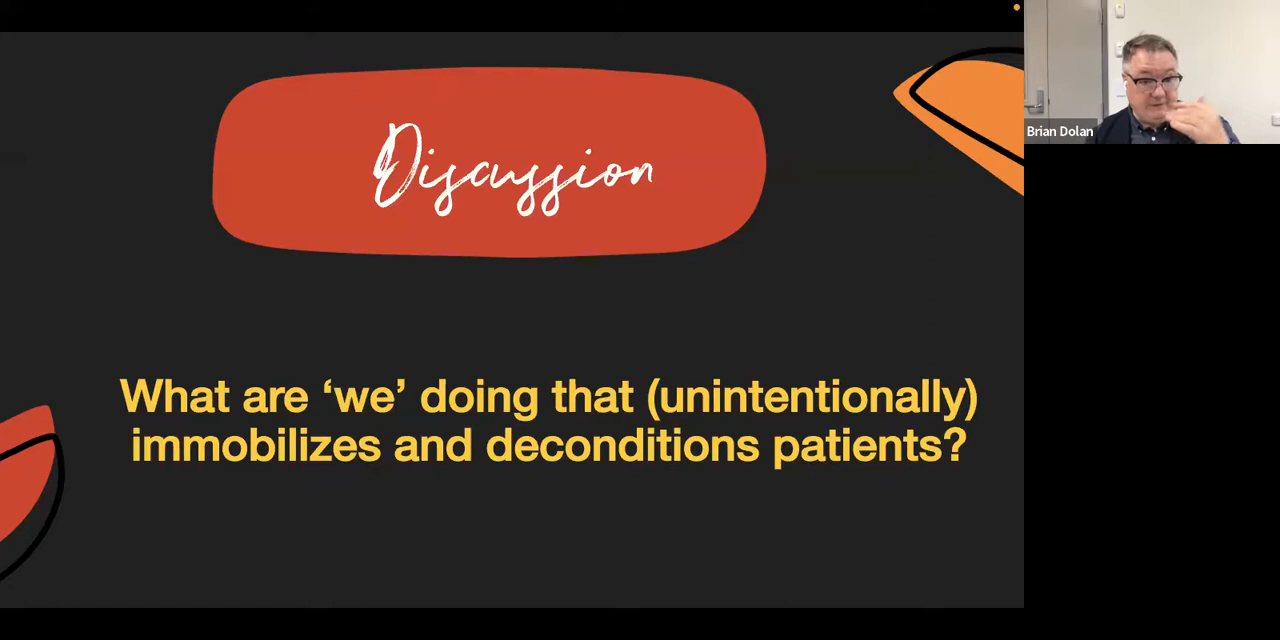 Discussion
Brian Dolan
What are ‘we’ doing that (unintentionally)
immobilizes and deconditions patients?